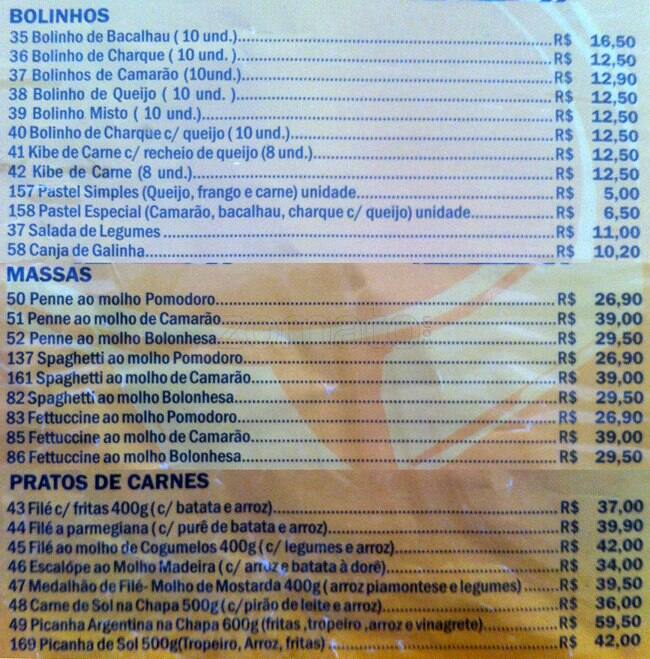 BOLINHOS
35 Bolinho de Bacalhau ( 10 und.)........R$ 16,50
36 Bolinho de Charque ( 10 und. )........R$ 12,50
37 Bolinhos de Camarão (10und.)........R$ 12,90
38 Bolinho de Queijo ( 10 und. )........R$ 12,50
39 Bolinho Misto ( 10 und.)........R$ 12,50
40 Bolinho de Charque c/ queijo ( 10 und.)........R$ 12,50
41 Kibe de Carne c/ recheio de queijo (8 und.)........R$ 12,50
42 Kibe de Carne (8 und.)........R$ 12,50
157 Pastel Simples (Queijo, frango e carne) unidade........R$ 5,00
158 Pastel Especial (Camarão, bacalhau, charque c/ queijo) unidade........R$ 6,50
37 Salada de Legumes........R$ 11,00
58 Canja de Galinha........R$ 10,20
MASSAS
50 Penne ao molho Pomodoro........R$ 26,90
51 Penne ao molho de Camarão........R$ 39,00
52 Penne ao molho Bolonhesa........R$ 29,50
137 Spaghetti ao molho Pomodoro........R$ 26,90
161 Spaghetti ao molho de Camarão........R$ 39,00
82 Spaghetti ao molho Bolonhesa........R$ 29,50
83 Fettuccine ao molho Pomodoro........R$ 26,90
85 Fettuccine ao molho de Camarão........R$ 39,00
86 Fettuccine ao molho Bolonhesa........R$ 29,50
PRATOS DE CARNES
43 Filé c/ fritas 400g ( c/ batata e arroz)........R$ 37,00
44 Filé a parmegiana ( c/ purê de batata e arroz)........R$ 39,90
45 Filé ao molho de Cogumelos 400g ( c/ legumes e arroz)........R$ 42,00
46 Escalópe ao Molho Madeira ( c/ arroz e batata à dorê)........R$ 34,00
47 Medalhão de Filé- Molho de Mostarda 400g ( arroz piamontese e legumes)........R$ 39,50
48 Carne de Sol na Chapa 500g ( c/pirão de leite e arroz)........R$ 36,00
49 Picanha Argentina na Chapa 600g (fritas ,tropeiro ,arroz e vinagrete)........R$ 59,50
169 Picanha de Sol 500g(Tropeiro, Arroz, fritas)........R$ 42,00